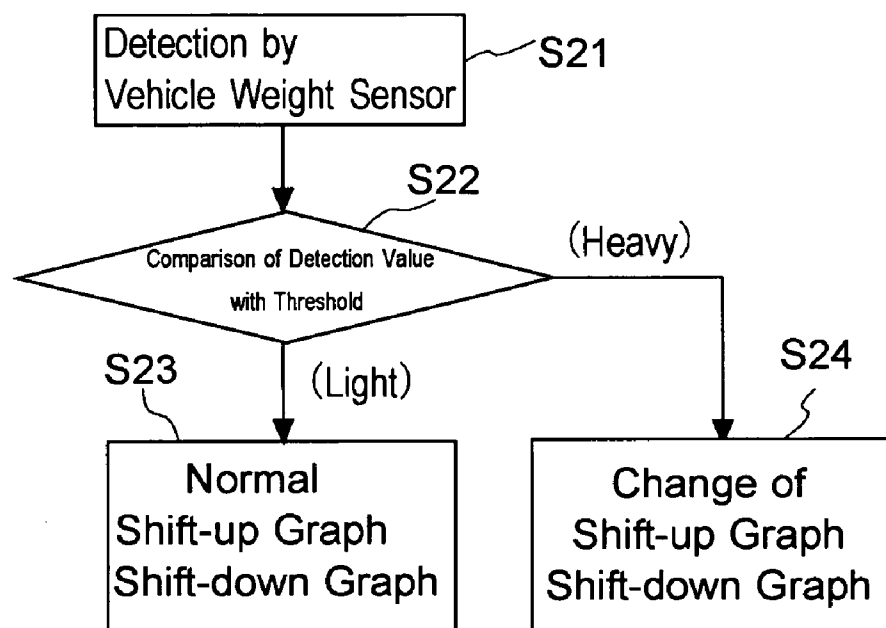 Detection by
Vehicle Weight Sensor
S21
S22
Comparison of Detection Value
with Threshold
(Heavy)
(Light)
S23
Normal
Shift-up Graph
Shift-down Graph
S24
Change of
Shift-up Graph
Shift-down Graph